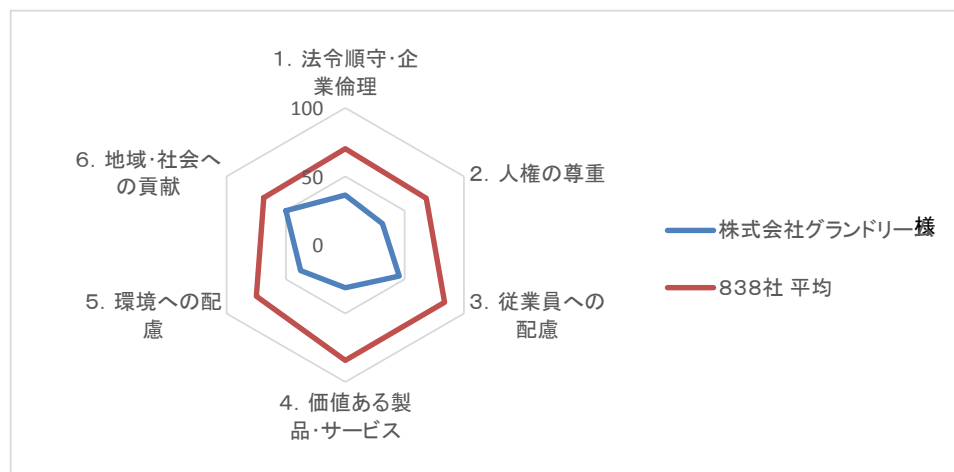 １．法令順守・企
業倫理
100
50
0
２．人権の尊重
３．従業員への
配慮
４．価値ある製
品・サービス
５．環境への配
慮
６．地域・社会へ
の貢献
株式会社グランドリー 様
838社 平均